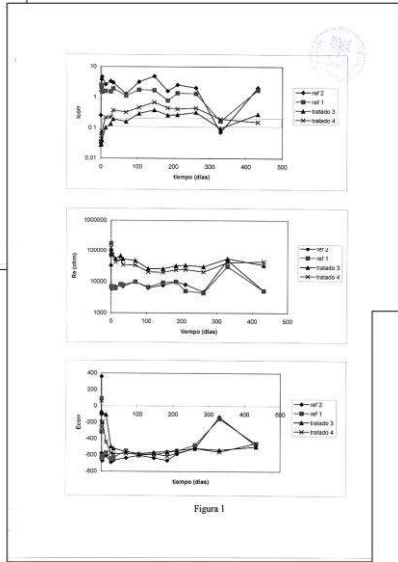 Icorr
10
1
0.1
0.01
0 100 200 300 400 500
tiempo (días)
ref 2
ref 1
tratado 3
tratado 4
Re (ohm)
1000000
100000
10000
1000
0 100 200 300 400 500
tiempo (días)
ref 2
ref 1
tratado 3
tratado 4
Ecorr
400
200
0
-200
-400
-600
-800
0 100 200 300 400 500
tiempo (días)
ref 2
ref 1
tratado 3
tratado 4
Figura 1